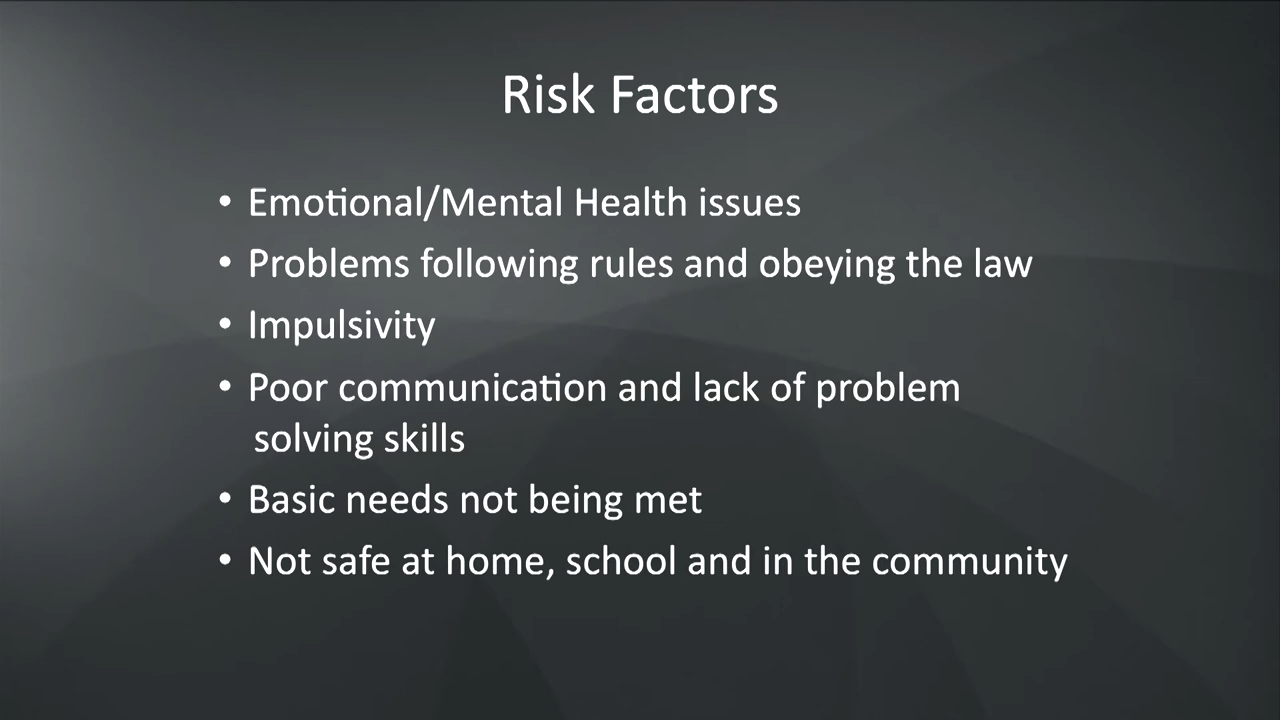 Risk Factors
• Emotional/Mental Health issues
• Problems following rules and obeying the law
• Impulsivity
• Poor communication and lack of problem
solving skills
• Basic needs not being met
• Not safe at home, school and in the community